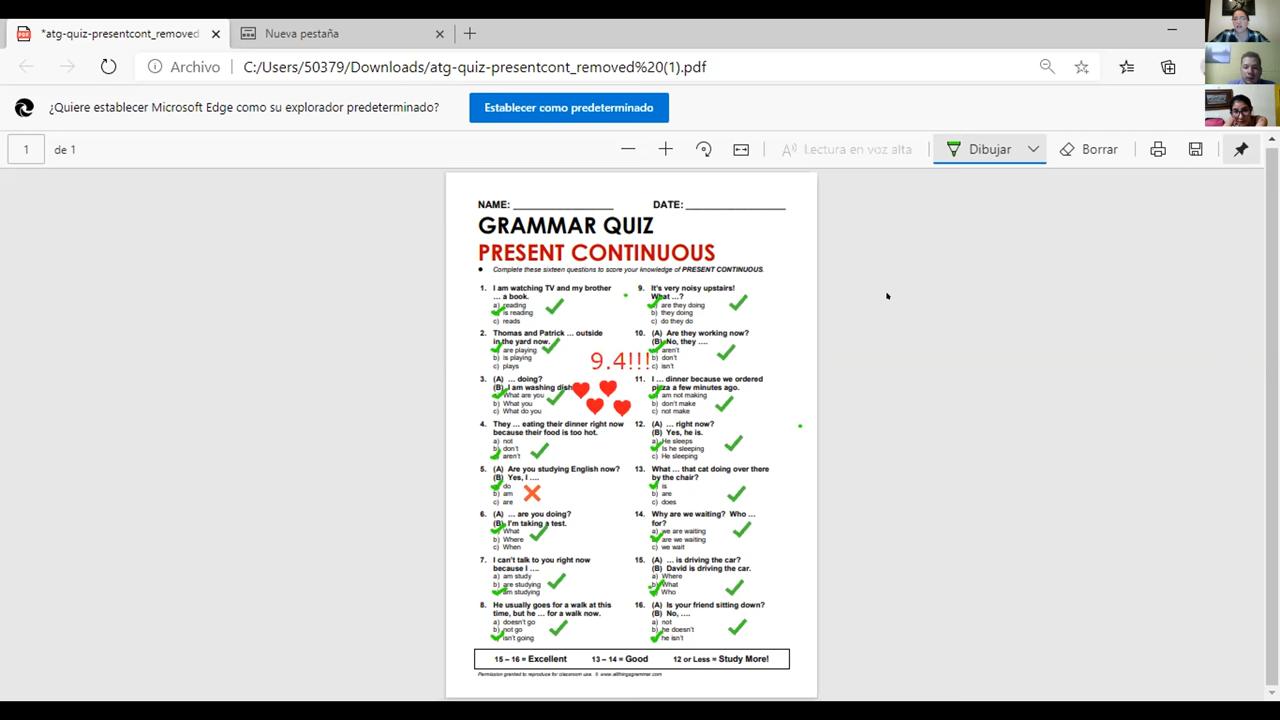 *atg-quiz-presentcont_removed
Nueva pestaña
Archivo
C:/Users/50379/Downloads/atg-quiz-presentcont_removed%20(1).pdf
¿Quiere establecer Microsoft Edge como su explorador predeterminado?
Establecer como predeterminado
1
de 1
Lectura en voz alta
Dibujar
Borrar
NAME: ___________________
DATE: ___________________
GRAMMAR QUIZ
PRESENT CONTINUOUS
Complete these sixteen questions to score your knowledge of PRESENT CONTINUOUS.
1. I am watching TV and my brother
… a book.
a) reading
is reading
c) reads
2. Thomas and Patrick … outside
in the yard now.
are playing
b) is playing
c) plays
3. (A) … doing?
(B) I am washing dish
What are you
b) What you
c) What do you
4. They … eating their dinner right now
because their food is too hot.
a) not
b) don't
aren't
5. (A) Are you studying English now?
(B) Yes, I ….
do
b) am
c) are
6. (A) … are you doing?
(B) I'm taking a test.
What
b) Where
c) When
7. I can't talk to you right now
because I ….
a) am study
b) are studying
am studying
8. He usually goes for a walk at this
time, but he … for a walk now.
a) doesn't go
b) not go
isn't going
9.4!!!
9. It's very noisy upstairs!
What …?
are they doing
b) they doing
c) do they do
10. (A) Are they working now?
(B) No, they ….
aren't
b) don't
c) isn't
11. I … dinner because we ordered
pizza a few minutes ago.
am not making
b) don't make
c) not make
12. (A) … right now?
(B) Yes, he is.
a) He sleeps
Is he sleeping
c) He sleeping
13. What … that cat doing over there
by the chair?
is
b) are
c) does
14. Why are we waiting? Who …
for?
a) we are waiting
are we waiting
c) we wait
15. (A) … is driving the car?
(B) David is driving the car.
a) Where
b) What
Who
16. (A) Is your friend sitting down?
(B) No, ….
a) not
b) he doesn't
he isn't
15 – 16 = Excellent
13 – 14 = Good
12 or Less = Study More!
Permission granted to reproduce for classroom use. © www.allthingsgrammar.com